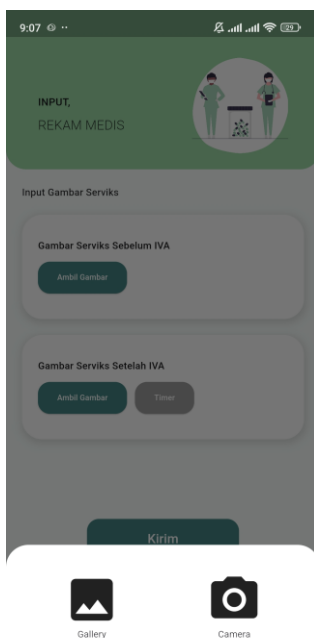 9:07
29
INPUT,
REKAM MEDIS
Input Gambar Serviks
Gambar Serviks Sebelum IVA
Ambil Gambar
Gambar Serviks Setelah IVA
Ambil Gambar Timer
Kirim
Gallery Camera